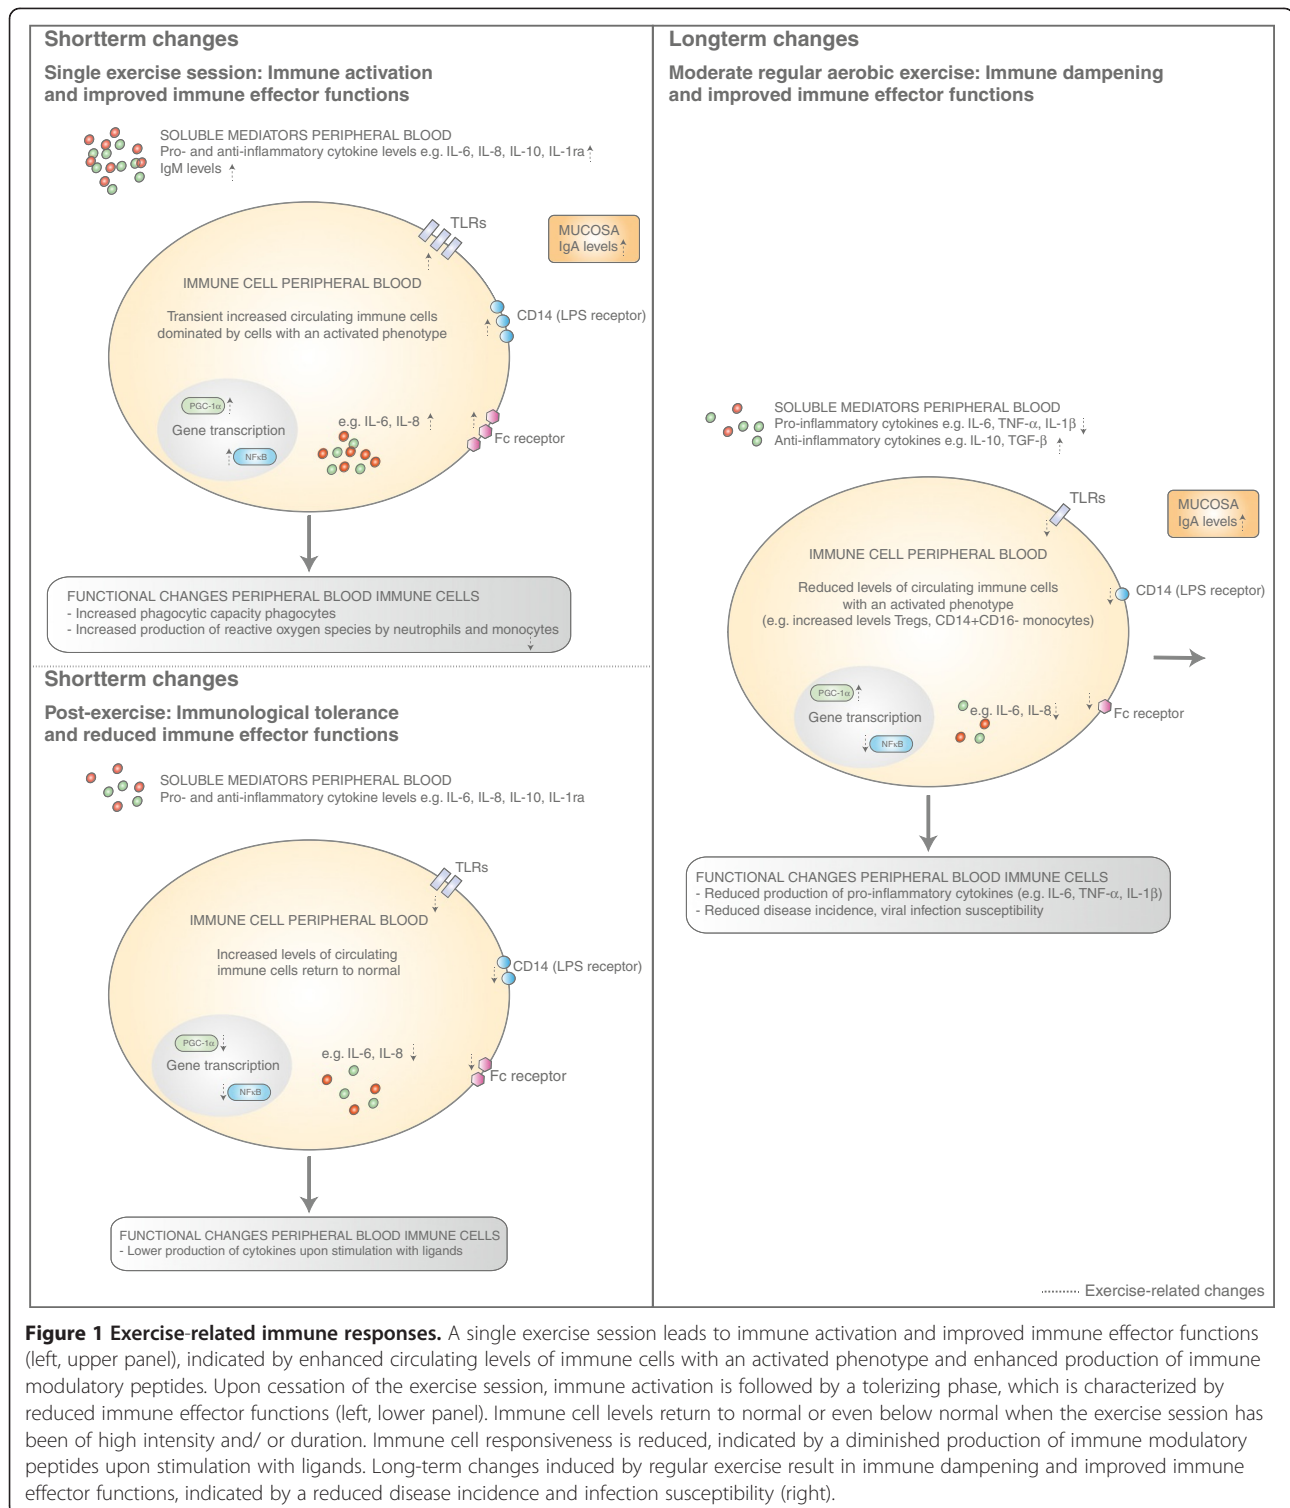 Shortterm changes
Single exercise session: Immune activation
and improved immune effector functions
SOLUBLE MEDIATORS PERIPHERAL BLOOD
Pro- and anti-inflammatory cytokine levels e.g. IL-6, IL-8, IL-10, IL-1ra
IgM levels
TLRs
MUCOSA
IgA levels
IMMUNE CELL PERIPHERAL BLOOD
Transient increased circulating immune cells
dominated by cells with an activated phenotype
CD14 (LPS receptor)
PGC-1α
Gene transcription
NFκB
e.g. IL-6, IL-8
Fc receptor
FUNCTIONAL CHANGES PERIPHERAL BLOOD IMMUNE CELLS
- Increased phagocytic capacity phagocytes
- Increased production of reactive oxygen species by neutrophils and monocytes
Shortterm changes
Post-exercise: Immunological tolerance
and reduced immune effector functions
SOLUBLE MEDIATORS PERIPHERAL BLOOD
Pro- and anti-inflammatory cytokine levels e.g. IL-6, IL-8, IL-10, IL-1ra
TLRs
IMMUNE CELL PERIPHERAL BLOOD
Increased levels of circulating
immune cells return to normal
CD14 (LPS receptor)
PGC-1α
Gene transcription
NFκB
e.g. IL-6, IL-8
Fc receptor
FUNCTIONAL CHANGES PERIPHERAL BLOOD IMMUNE CELLS
- Lower production of cytokines upon stimulation with ligands
Longterm changes
Moderate regular aerobic exercise: Immune dampening
and improved immune effector functions
SOLUBLE MEDIATORS PERIPHERAL BLOOD
Pro-inflammatory cytokines e.g. IL-6, TNF-α, IL-1β
Anti-inflammatory cytokines e.g. IL-10, TGF-β
TLRs
MUCOSA
IgA levels
IMMUNE CELL PERIPHERAL BLOOD
Reduced levels of circulating immune cells
with an activated phenotype
(e.g. increased levels Tregs, CD14+CD16- monocytes)
CD14 (LPS receptor)
PGC-1α
Gene transcription
NFκB
e.g. IL-6, IL-8
Fc receptor
FUNCTIONAL CHANGES PERIPHERAL BLOOD IMMUNE CELLS
- Reduced production of pro-inflammatory cytokines (e.g. IL-6, TNF-α, IL-1β)
- Reduced disease incidence, viral infection susceptibility
Exercise-related changes
Figure 1 Exercise-related immune responses. A single exercise session leads to immune activation and improved immune effector functions
(left, upper panel), indicated by enhanced circulating levels of immune cells with an activated phenotype and enhanced production of immune
modulatory peptides. Upon cessation of the exercise session, immune activation is followed by a tolerizing phase, which is characterized by
reduced immune effector functions (left, lower panel). Immune cell levels return to normal or even below normal when the exercise session has
been of high intensity and/ or duration. Immune cell responsiveness is reduced, indicated by a diminished production of immune modulatory
peptides upon stimulation with ligands. Long-term changes induced by regular exercise result in immune dampening and improved immune
effector functions, indicated by a reduced disease incidence and infection susceptibility (right).